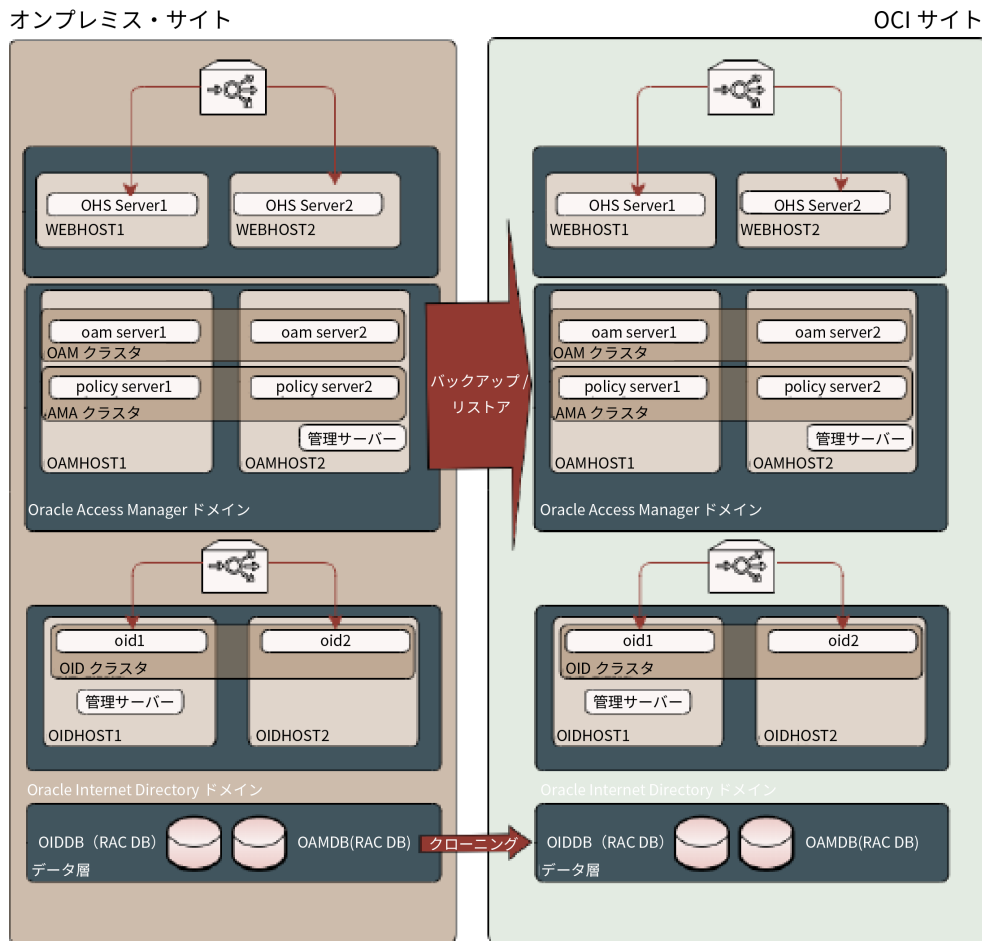 オンプレミス・サイト
OHS Server1
OHS Server2
WEBHOST1
WEBHOST2
oam server1
oam server2
OAM クラスタ
policy server1
policy server2
AMA クラスタ
管理サーバー
OAMHOST1
OAMHOST2
Oracle Access Manager ドメイン
oid1
oid2
OID クラスタ
管理サーバー
OIDHOST1
OIDHOST2
Oracle Internet Directory ドメイン
OIDDB（RAC DB）
OAMDB(RAC DB)
データ層
バックアップ /
リストア
クローニング
OCI サイト
OHS Server1
OHS Server2
WEBHOST1
WEBHOST2
oam server1
oam server2
OAM クラスタ
policy server1
policy server2
AMA クラスタ
管理サーバー
OAMHOST1
OAMHOST2
Oracle Access Manager ドメイン
oid1
oid2
OID クラスタ
管理サーバー
OIDHOST1
OIDHOST2
Oracle Internet Directory ドメイン
OIDDB（RAC DB）
OAMDB(RAC DB)
データ層